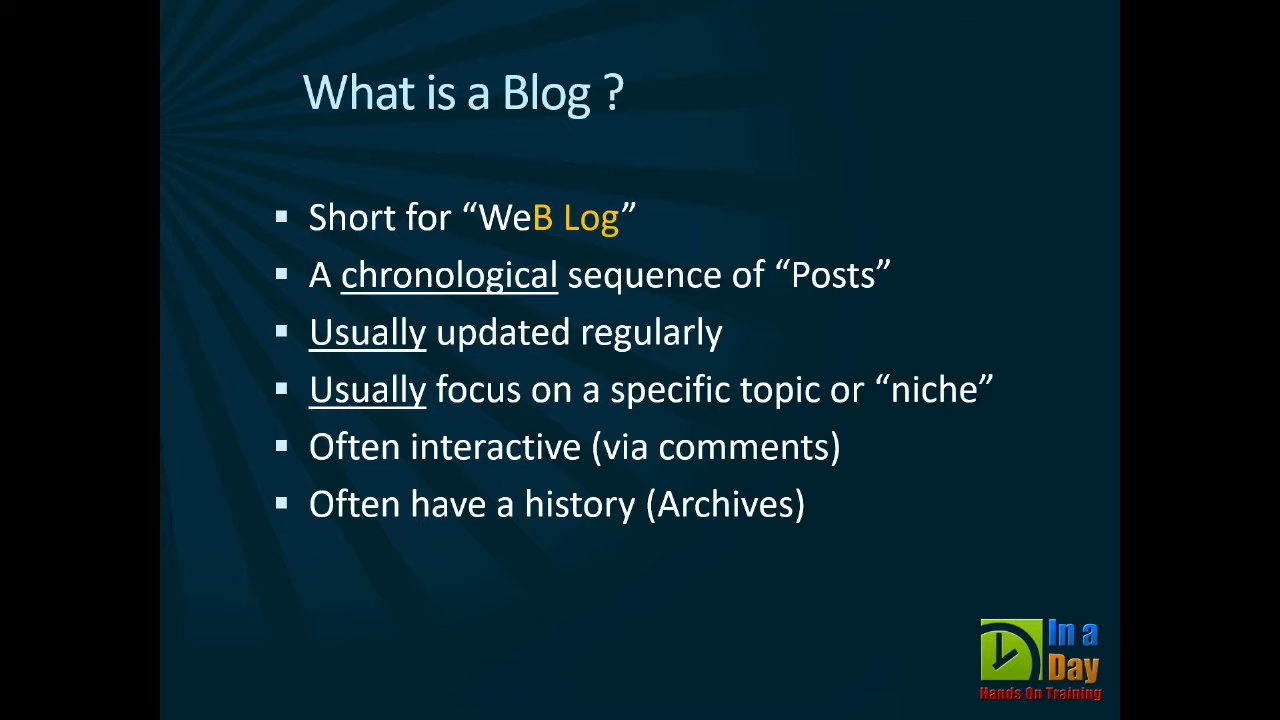 What is a Blog ?
Short for “WeB Log”
A chronological sequence of “Posts”
Usually updated regularly
Usually focus on a specific topic or “niche”
Often interactive (via comments)
Often have a history (Archives)
In a
Day
Hands On Training